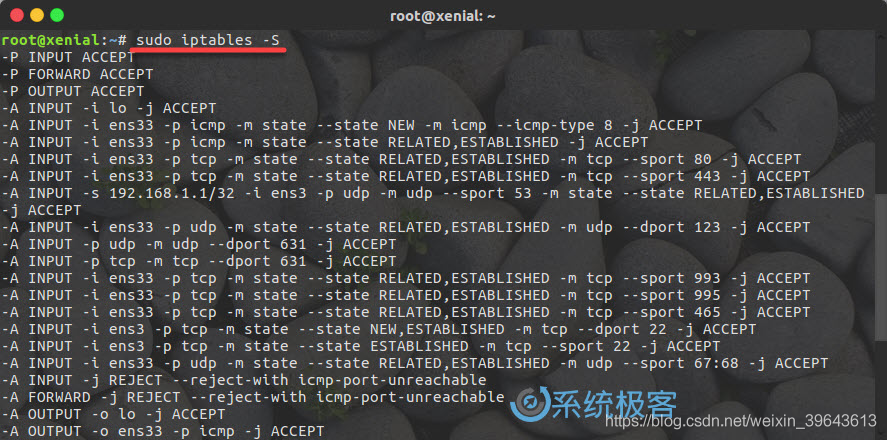 root@xenial: ~
root@xenial:~# sudo iptables -S
-P INPUT ACCEPT
-P FORWARD ACCEPT
-P OUTPUT ACCEPT
-A INPUT -i lo -j ACCEPT
-A INPUT -i ens33 -p icmp -m state --state NEW -m icmp --icmp-type 8 -j ACCEPT
-A INPUT -i ens33 -p icmp -m state --state RELATED,ESTABLISHED -j ACCEPT
-A INPUT -i ens33 -p tcp -m state --state RELATED,ESTABLISHED -m tcp --sport 80 -j ACCEPT
-A INPUT -i ens33 -p tcp -m state --state RELATED,ESTABLISHED -m tcp --sport 443 -j ACCEPT
-A INPUT -s 192.168.1.1/32 -i ens3 -p udp -m udp --sport 53 -m state --state RELATED,ESTABLISHED
-j ACCEPT
-A INPUT -i ens33 -p udp -m state --state RELATED,ESTABLISHED -m udp --dport 123 -j ACCEPT
-A INPUT -p udp -m udp --dport 631 -j ACCEPT
-A INPUT -p tcp -m tcp --dport 631 -j ACCEPT
-A INPUT -i ens33 -p tcp -m state --state RELATED,ESTABLISHED -m tcp --sport 993 -j ACCEPT
-A INPUT -i ens33 -p tcp -m state --state RELATED,ESTABLISHED -m tcp --sport 995 -j ACCEPT
-A INPUT -i ens33 -p tcp -m state --state RELATED,ESTABLISHED -m tcp --sport 465 -j ACCEPT
-A INPUT -i ens3 -p tcp -m state --state NEW,ESTABLISHED -m tcp --dport 22 -j ACCEPT
-A INPUT -i ens3 -p tcp -m state --state ESTABLISHED -m tcp --sport 22 -j ACCEPT
-A INPUT -i ens33 -p udp -m state --state RELATED,ESTABLISHED -m udp --sport 67:68 -j ACCEPT
-A INPUT -j REJECT --reject-with icmp-port-unreachable
-A FORWARD -j REJECT --reject-with icmp-port-unreachable
-A OUTPUT -o lo -j ACCEPT
-A OUTPUT -o ens33 -p icmp -j ACCEPT
系统极客
https://blog.csdn.net/weixin_39643613